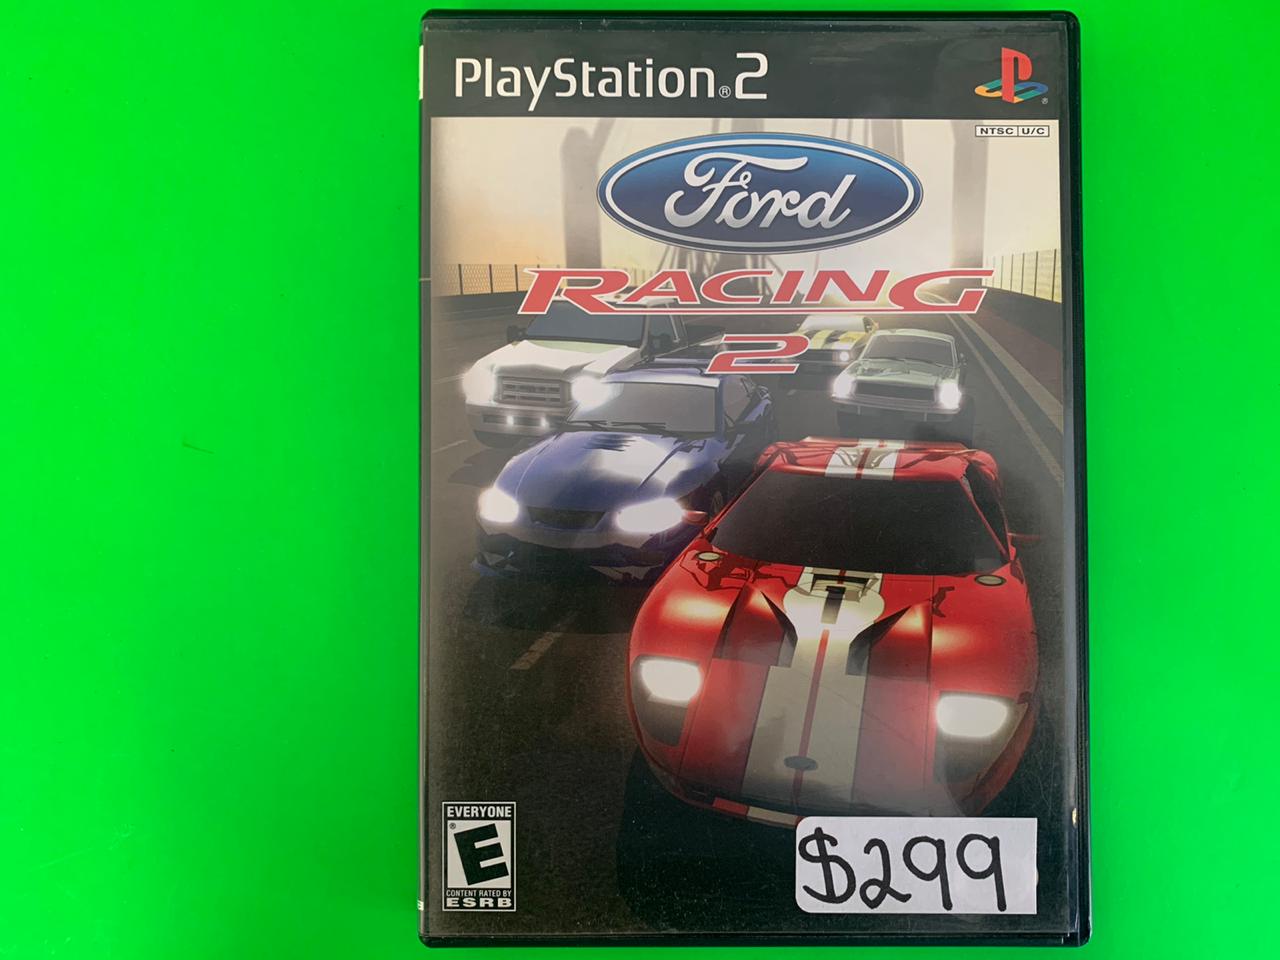 PlayStation®2
NTSC U/C
Ford
RACING
2
EVERYONE
E
®
CONTENT RATED BY
ESRB
$299